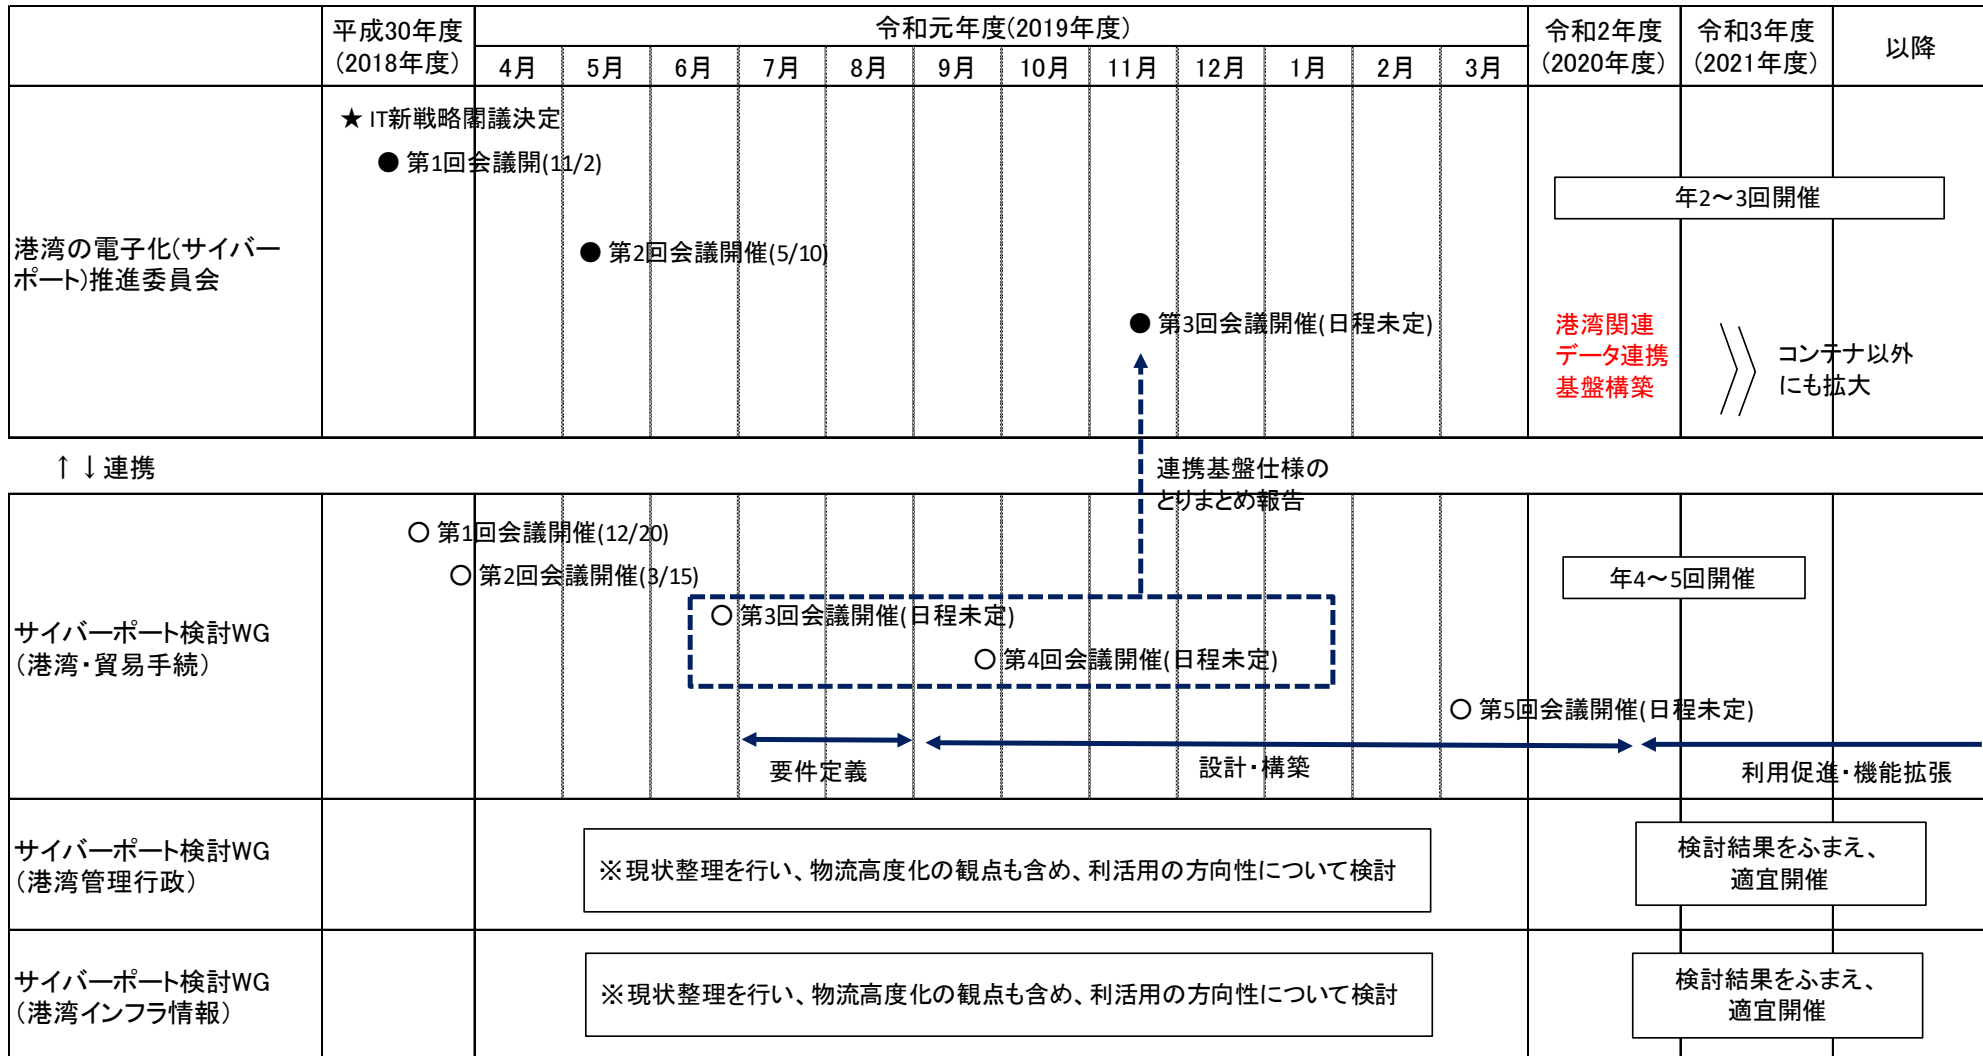 平成30年度
(2018年度)
令和元年度(2019年度)
令和2年度
(2020年度)
令和3年度
(2021年度)
以降
4月 5月 6月 7月 8月 9月 10月 11月 12月 1月 2月 3月
港湾の電子化(サイバー
ポート)推進委員会
★ IT新戦略閣議決定
● 第1回会議開(11/2)
● 第2回会議開催(5/10)
● 第3回会議開催(日程未定)
年2～3回開催
港湾関連
データ連携
基盤構築
コンテナ以外
にも拡大
↑↓連携
連携基盤仕様の
とりまとめ報告
サイバーポート検討WG
（港湾・貿易手続）
○ 第1回会議開催(12/20)
○ 第2回会議開催(3/15)
○ 第3回会議開催(日程未定)
○ 第4回会議開催(日程未定)
○ 第5回会議開催(日程未定)
年4～5回開催
要件定義
設計・構築
利用促進・機能拡張
サイバーポート検討WG
（港湾管理行政）
※現状整理を行い、物流高度化の観点も含め、利活用の方向性について検討
検討結果をふまえ、
適宜開催
サイバーポート検討WG
（港湾インフラ情報）
※現状整理を行い、物流高度化の観点も含め、利活用の方向性について検討
検討結果をふまえ、
適宜開催